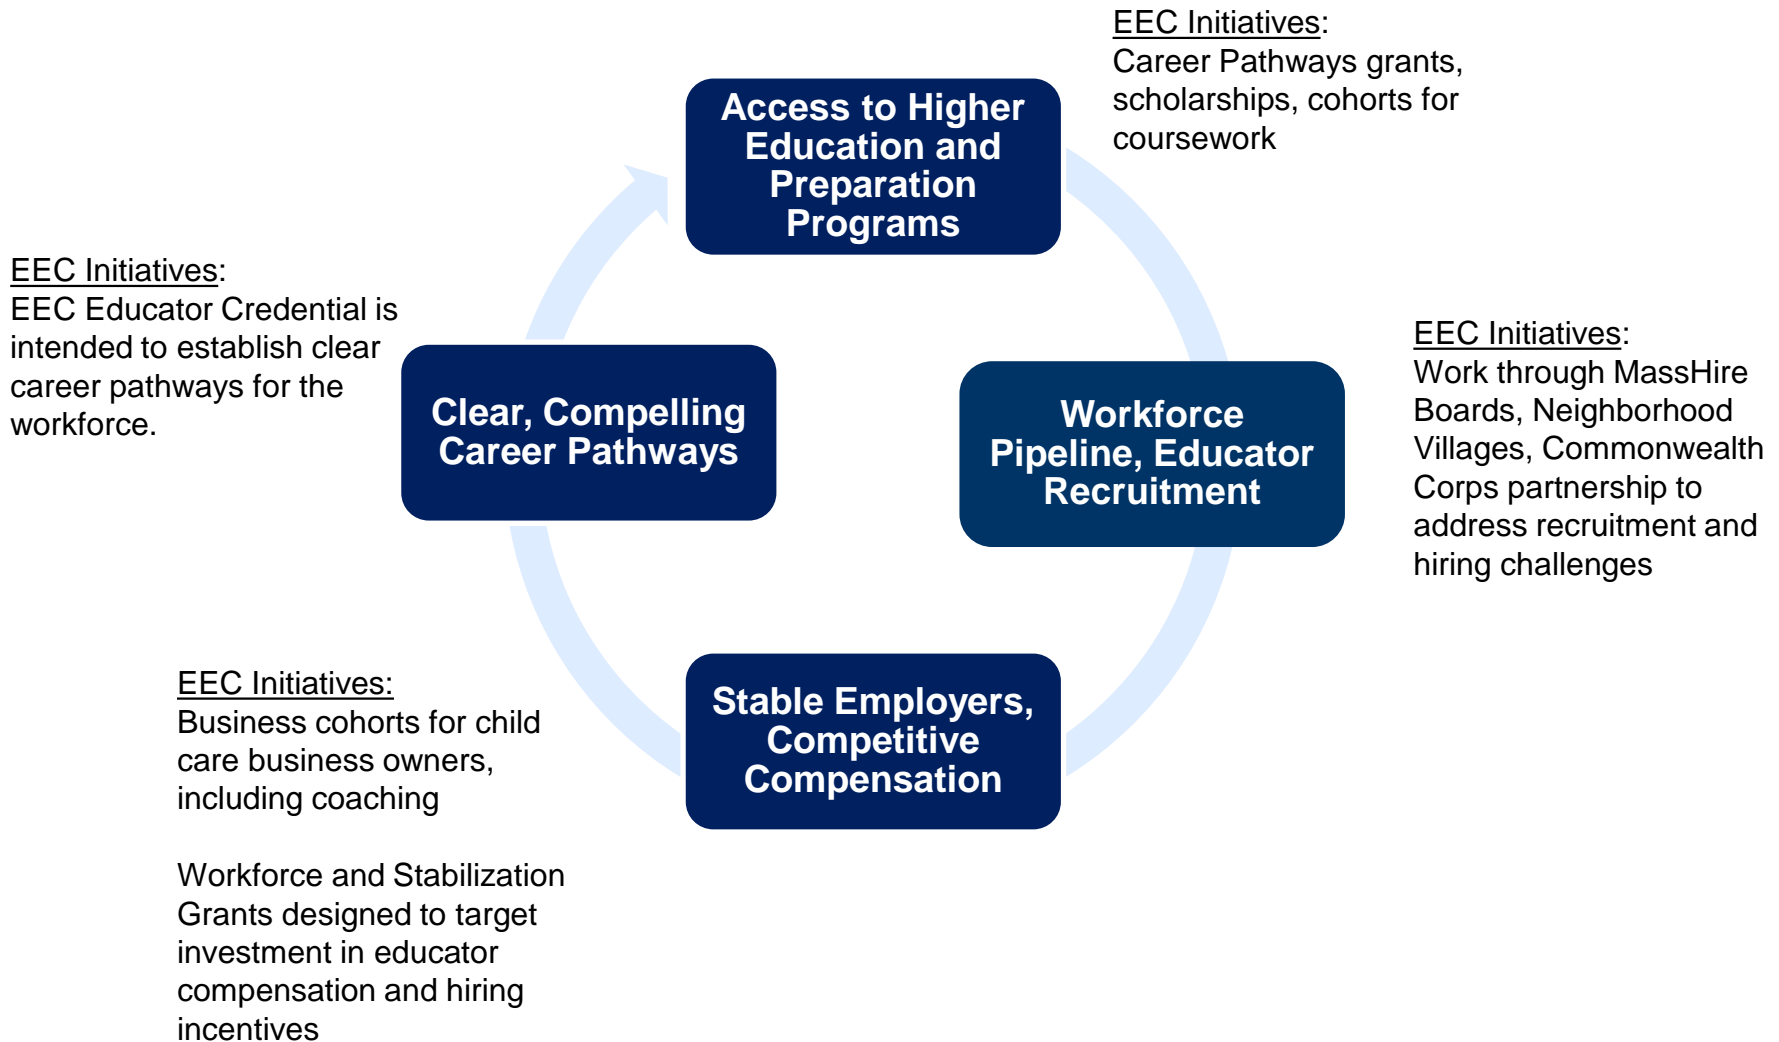 EEC Initiatives:
Career Pathways grants,
scholarships, cohorts for
coursework
Access to Higher
Education and
Preparation
Programs
EEC Initiatives:
EEC Educator Credential is
intended to establish clear
career pathways for the
workforce.
Clear, Compelling
Career Pathways
Workforce
Pipeline, Educator
Recruitment
EEC Initiatives:
Work through MassHire
Boards, Neighborhood
Villages, Commonwealth
Corps partnership to
address recruitment and
hiring challenges
Stable Employers,
Competitive
Compensation
EEC Initiatives:
Business cohorts for child
care business owners,
including coaching
Workforce and Stabilization
Grants designed to target
investment in educator
compensation and hiring
incentives